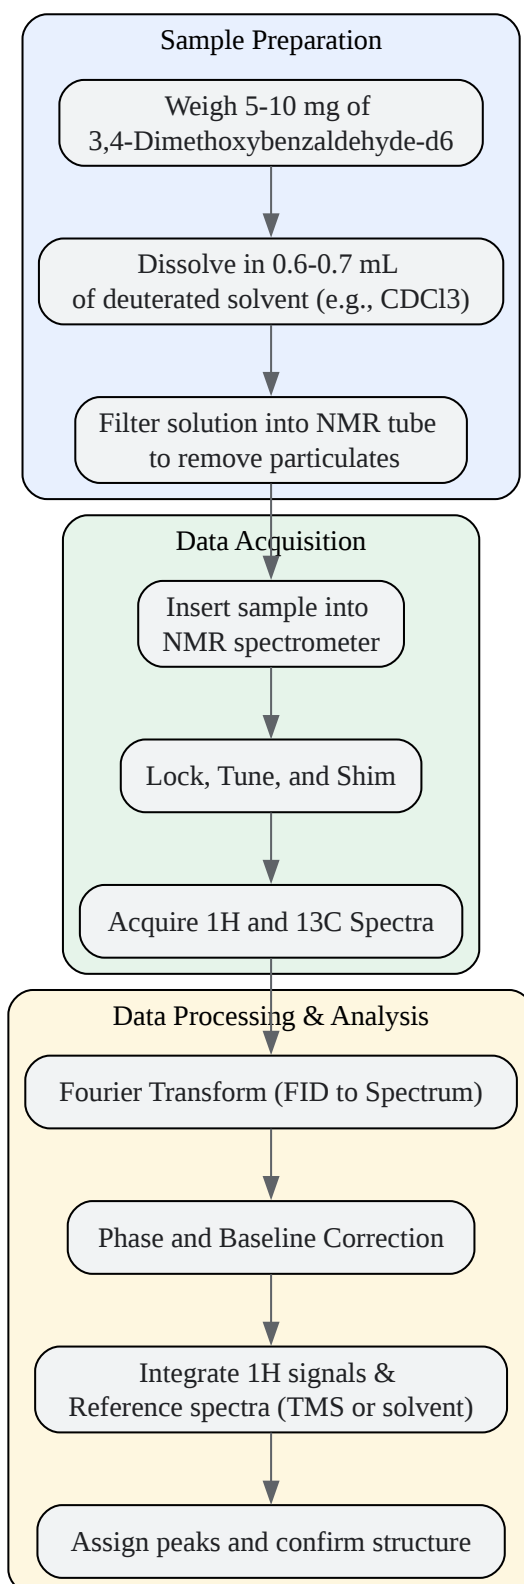 Sample Preparation
Weigh 5-10 mg of
3,4-Dimethoxybenzaldehyde-d6
Dissolve in 0.6-0.7 mL
of deuterated solvent (e.g., CDCl3)
Filter solution into NMR tube
to remove particulates
Data Acquisition
Insert sample into
NMR spectrometer
Lock, Tune, and Shim
Acquire 1H and 13C Spectra
Data Processing & Analysis
Fourier Transform (FID to Spectrum)
Phase and Baseline Correction
Integrate 1H signals &
Reference spectra (TMS or solvent)
Assign peaks and confirm structure